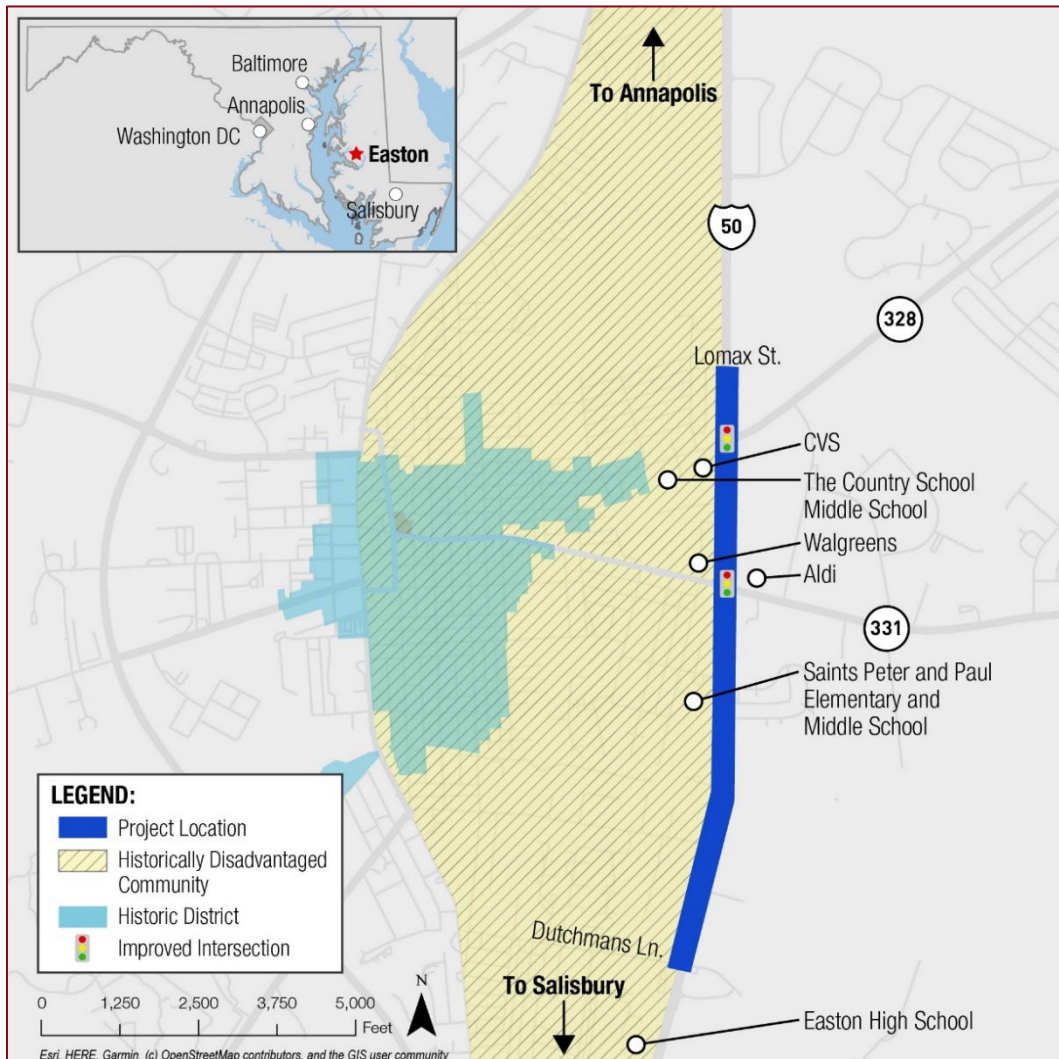 Baltimore
Annapolis
Washington DC
Easton
Salisbury
To Annapolis
50
328
Lomax St.
CVS
The Country School
Middle School
Walgreens
Aldi
331
Saints Peter and Paul
Elementary and
Middle School
LEGEND:
Project Location
Historically Disadvantaged
Community
Historic District
Improved Intersection
Dutchmans Ln.
To Salisbury
N
0 1,250 2,500 3,750 5,000
Feet
Easton High School
Esri, HERE, Garmin, (c) OpenStreetMap contributors, and the GIS user community